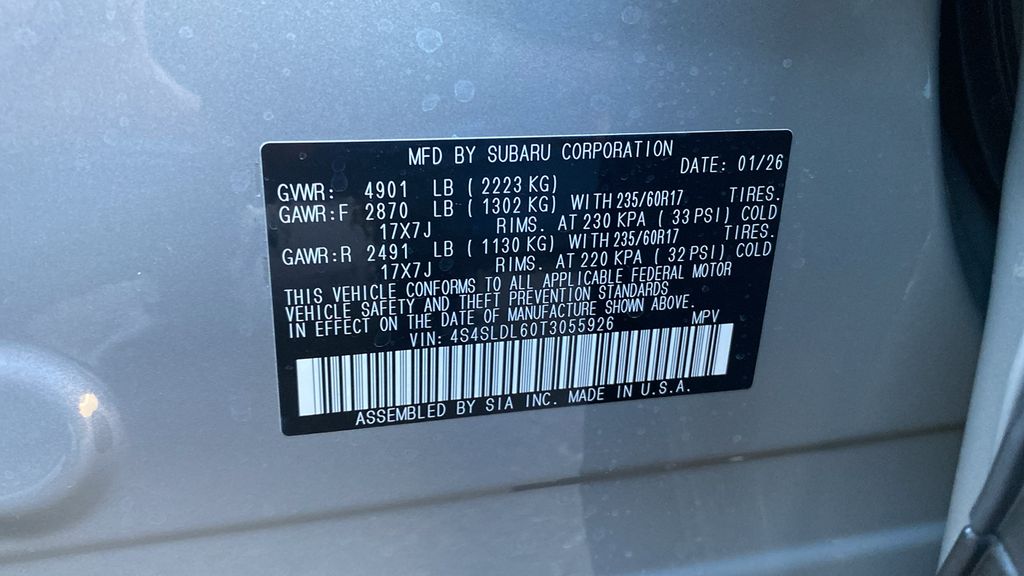 MFD BY SUBARU CORPORATION
DATE: 01/26
GVWR: 4901 LB ( 2223 KG)
GAWR:F 2870 LB ( 1302 KG) WITH 235/60R17 TIRES.
17X7J RIMS. AT 230 KPA ( 33 PSI) COLD
GAWR:R 2491 LB ( 1130 KG) WITH 235/60R17 TIRES.
17X7J RIMS. AT 220 KPA ( 32 PSI) COLD
THIS VEHICLE CONFORMS TO ALL APPLICABLE FEDERAL MOTOR
VEHICLE SAFETY AND THEFT PREVENTION STANDARDS
IN EFFECT ON THE DATE OF MANUFACTURE SHOWN ABOVE.
VIN: 4S4SLDL60T3055926 MPV
ASSEMBLED BY SIA INC. MADE IN U.S.A.